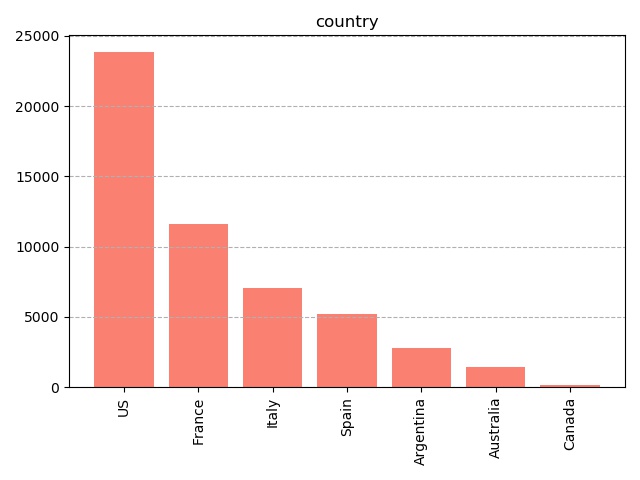 country
25000
20000
15000
10000
5000
0
US
France
Italy
Spain
Argentina
Australia
Canada